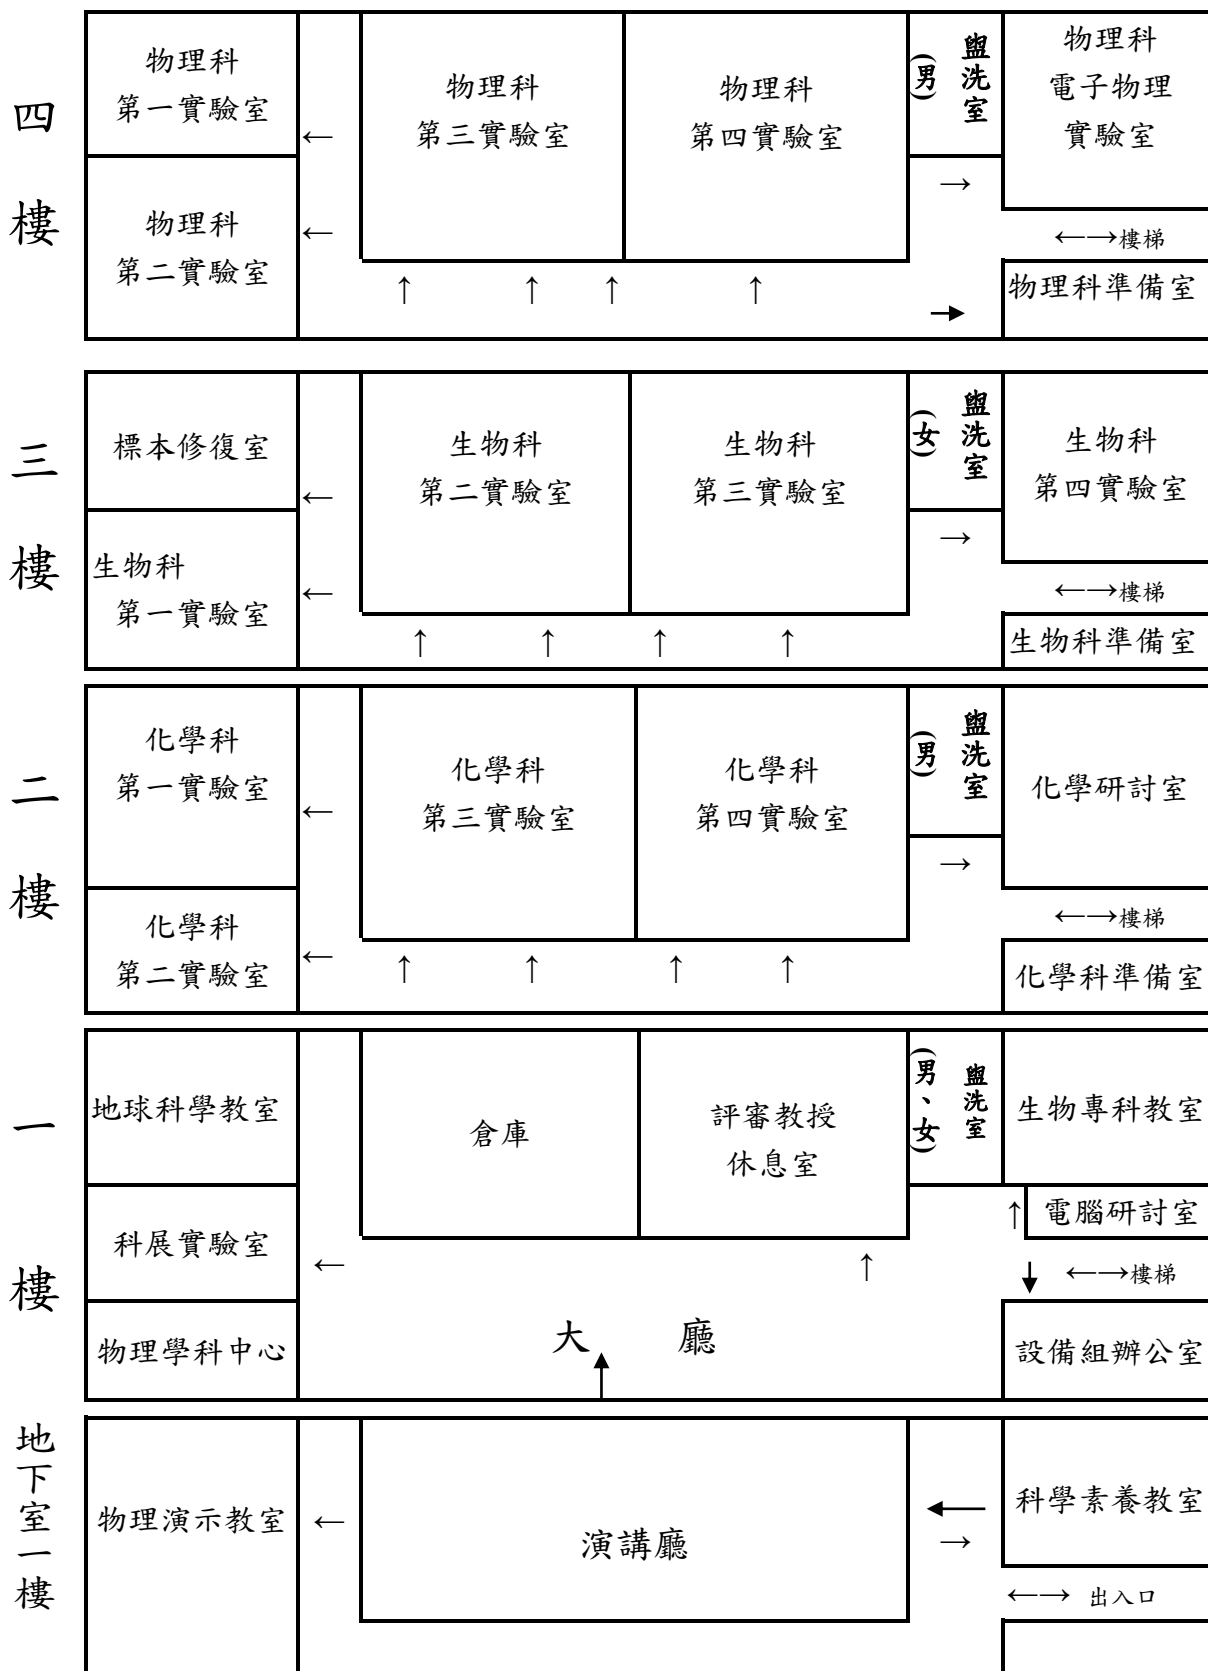 四樓
物理科
第一實驗室
←
物理科
第二實驗室
←
物理科
第三實驗室
物理科
第四實驗室
盥洗室
(男)
→
物理科
電子物理
實驗室
←→樓梯
物理科準備室
↑ ↑ ↑ ↑ →
三樓
標本修復室
←
生物科
第一實驗室
←
生物科
第二實驗室
生物科
第三實驗室
盥洗室
(女)
→
生物科
第四實驗室
←→樓梯
生物科準備室
↑ ↑ ↑ ↑
二樓
化學科
第一實驗室
←
化學科
第二實驗室
←
化學科
第三實驗室
化學科
第四實驗室
盥洗室
(男)
→
化學研討室
←→樓梯
化學科準備室
↑ ↑ ↑ ↑
一樓
地球科學教室
科展實驗室
←
物理學科中心
倉庫
評審教授
休息室
↑
盥洗室
(男、女)
生物專科教室
↑
電腦研討室
↓ ←→樓梯
大廳
↑
設備組辦公室
地下室一樓
物理演示教室
←
演講廳
←
→
科學素養教室
←→ 出入口